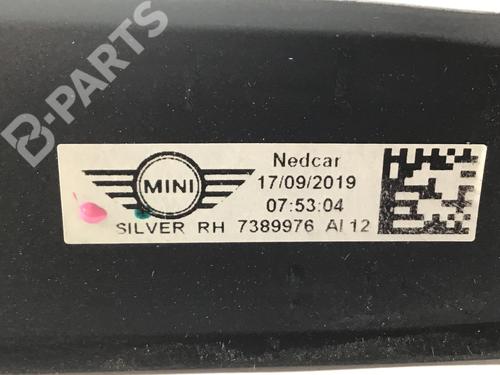 B-PARTS
MINI
Nedcar
17/09/2019
07:53:04
SILVER RH 7389976 AI 12